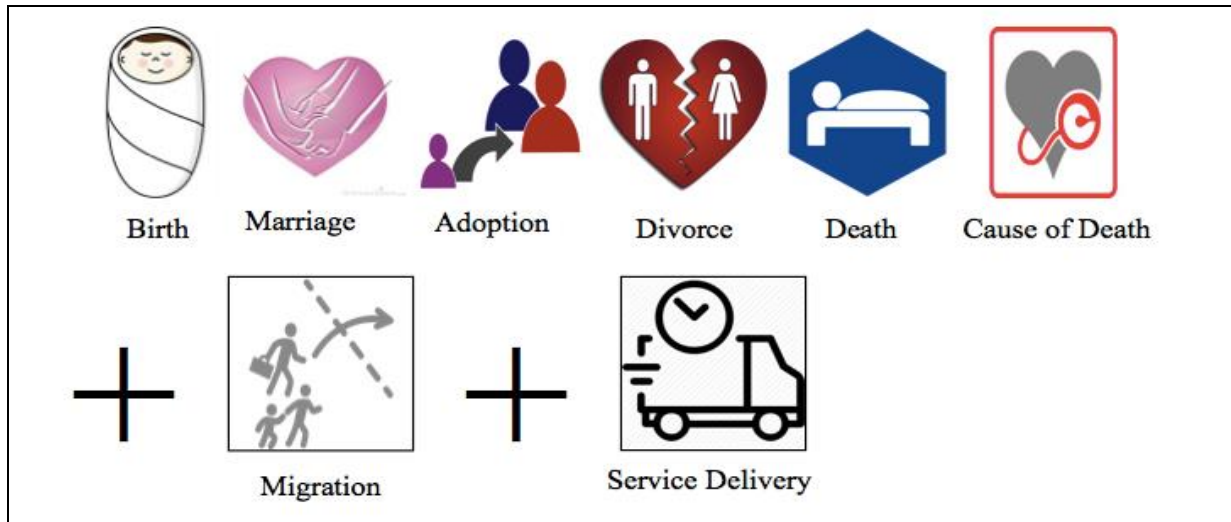 Birth
Marriage
Adoption
Divorce
Death
Cause of Death
Migration
Service Delivery